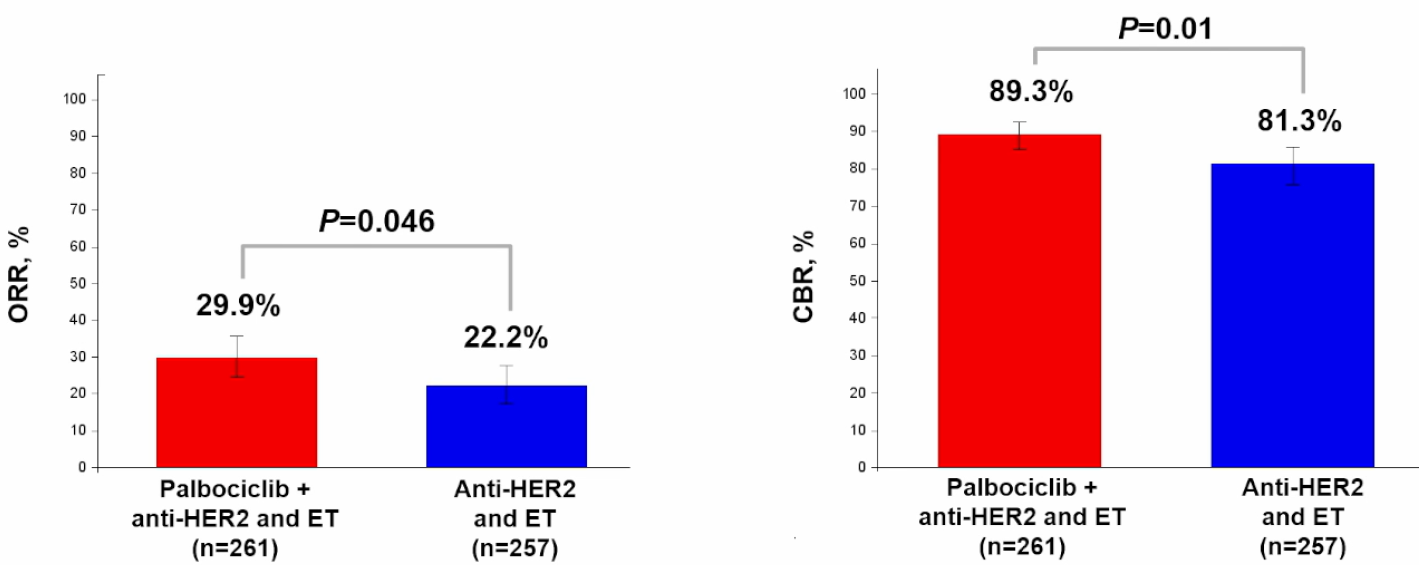 P=0.046
ORR, %
100
90
80
70
60
50
40
30
20
10
0
29.9%
22.2%
Palbociclib +
anti-HER2 and ET
(n=261)
Anti-HER2
and ET
(n=257)
P=0.01
CBR, %
100
90
80
70
60
50
40
30
20
10
0
89.3%
81.3%
Palbociclib +
anti-HER2 and ET
(n=261)
Anti-HER2
and ET
(n=257)